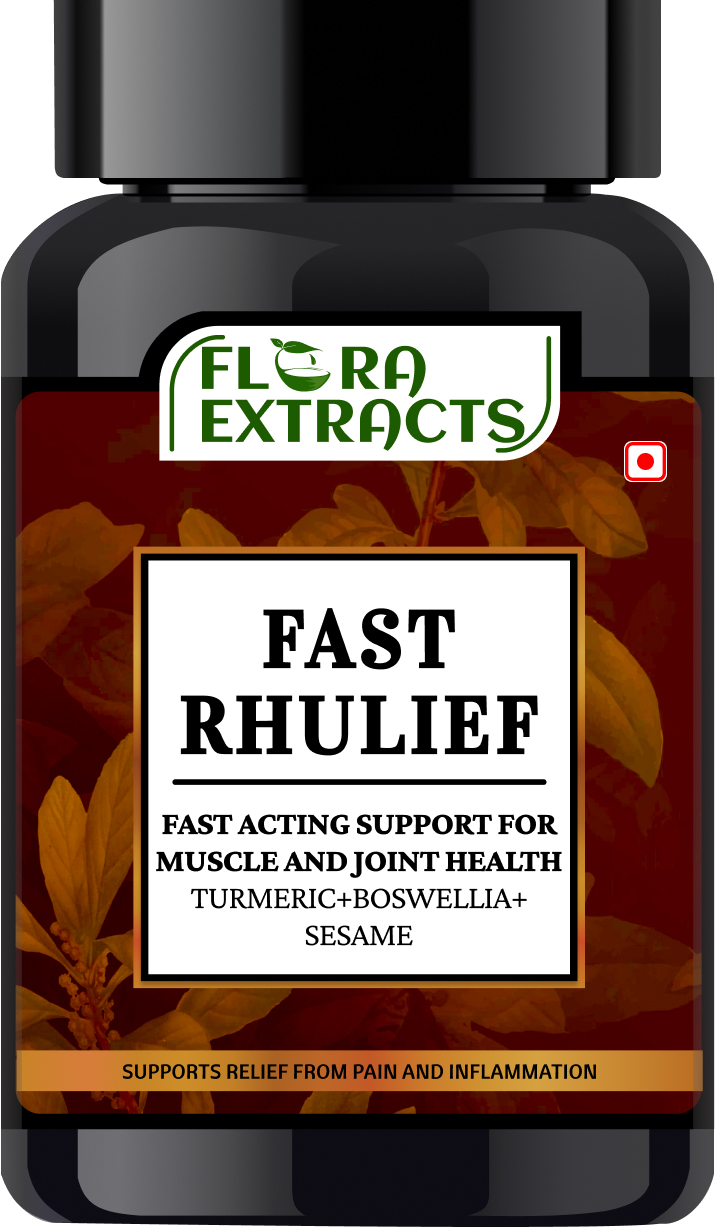 FLORA
EXTRACTS
FAST
RHULIEF
FAST ACTING SUPPORT FOR
MUSCLE AND JOINT HEALTH
TURMERIC+BOSWELLIA+
SESAME
SUPPORTS RELIEF FROM PAIN AND INFLAMMATION